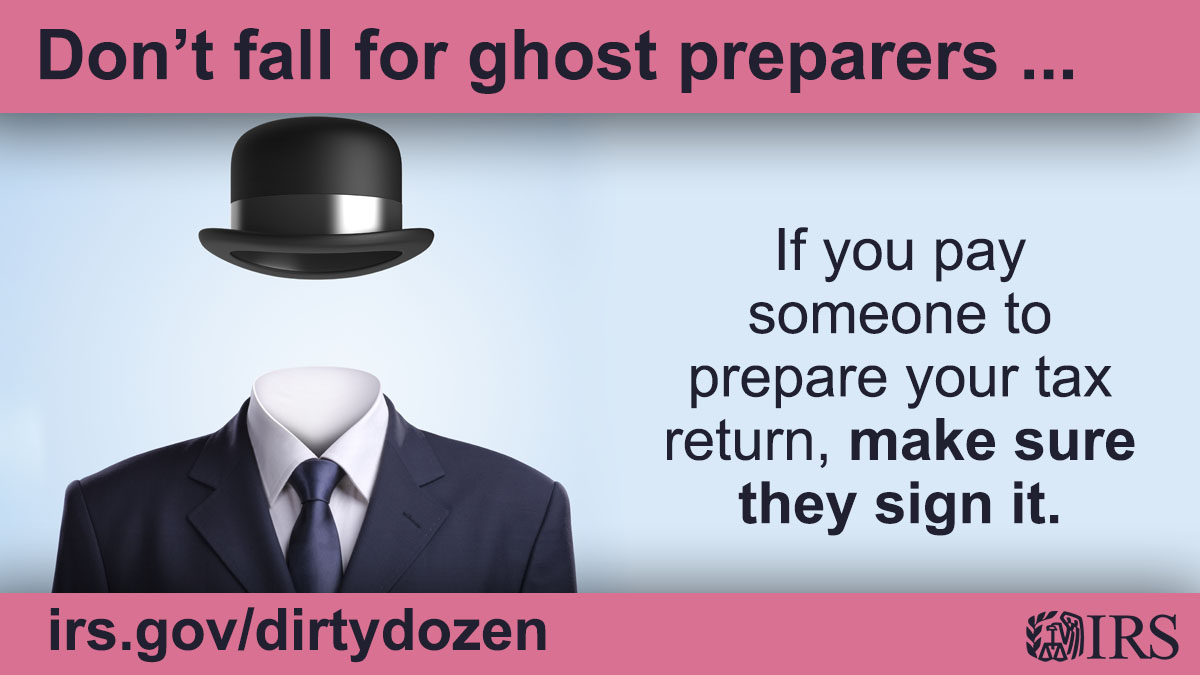 Don’t fall for ghost preparers ...
If you pay
someone to
prepare your tax
return, make sure
they sign it.
irs.gov/dirtydozen
IRS